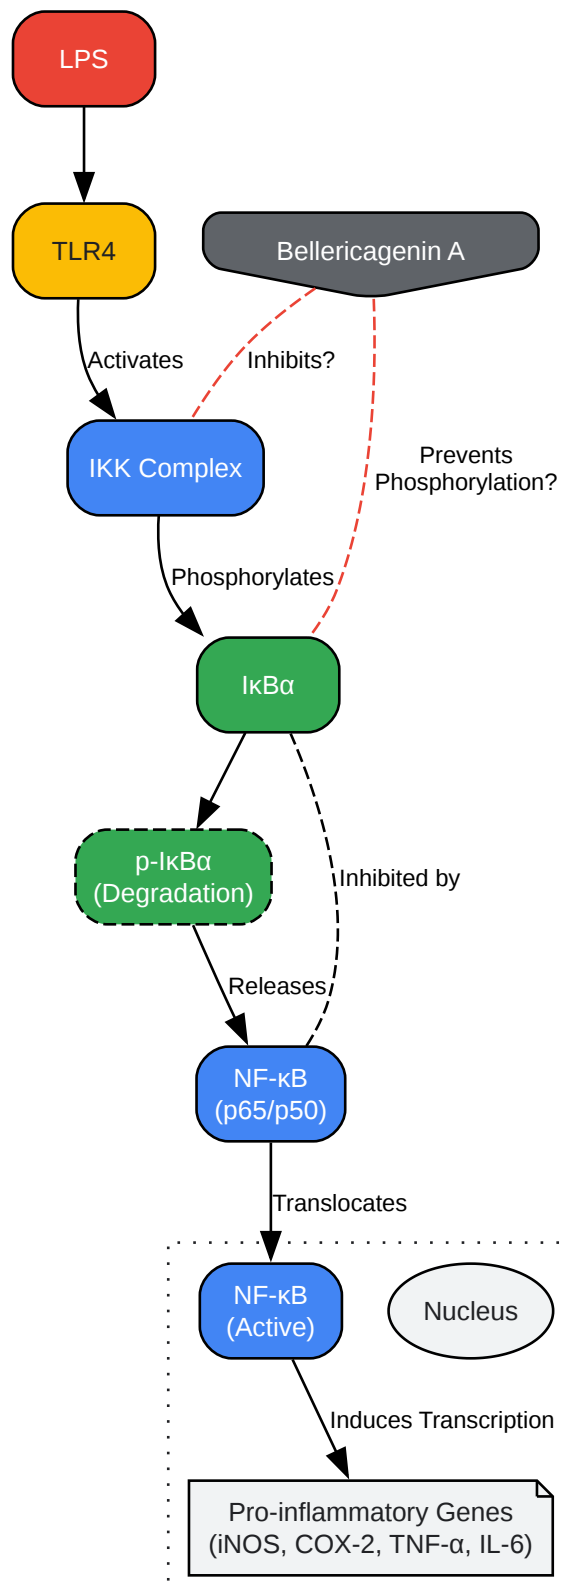 LPS
TLR4
Bellericagenin A
Activates
Inhibits?
IKK Complex
Prevents
Phosphorylation?
Phosphorylates
IκBα
p-IκBα
(Degradation)
Inhibited by
Releases
NF-κB
(p65/p50)
Translocates
NF-κB
(Active)
Nucleus
Induces Transcription
Pro-inflammatory Genes
(iNOS, COX-2, TNF-α, IL-6)